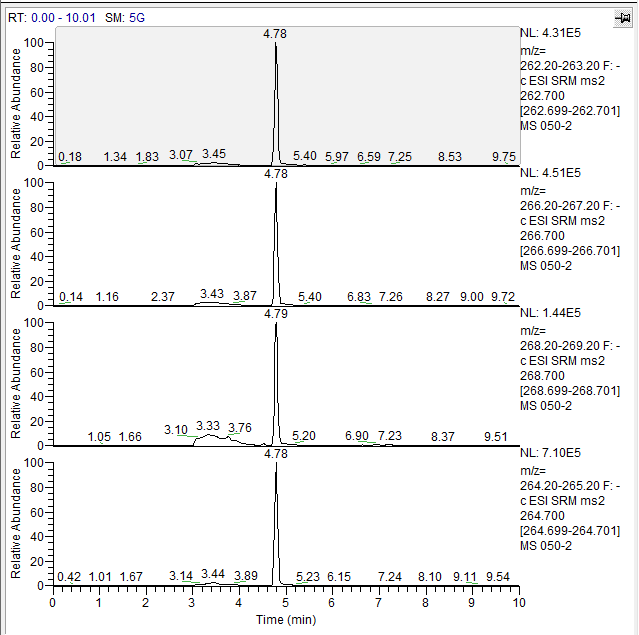 RT: 0.00 - 10.01 SM: 5G
4.78
NL: 4.31E5
m/z=
262.20-263.20 F: -
c ESI SRM ms2
262.700
[262.699-262.701]
MS 050-2
Relative Abundance
100
80
60
40
20
0
0.18 1.34 1.83 3.07 3.45 5.40 5.97 6.59 7.25 8.53 9.75
4.78
NL: 4.51E5
m/z=
266.20-267.20 F: -
c ESI SRM ms2
266.700
[266.699-266.701]
MS 050-2
Relative Abundance
100
80
60
40
20
0
0.14 1.16 2.37 3.43 3.87 5.40 6.83 7.26 8.27 9.00 9.72
4.79
NL: 1.44E5
m/z=
268.20-269.20 F: -
c ESI SRM ms2
268.700
[268.699-268.701]
MS 050-2
Relative Abundance
100
80
60
40
20
0
1.05 1.66 3.10 3.33 3.76 5.20 6.90 7.23 8.37 9.51
4.78
NL: 7.10E5
m/z=
264.20-265.20 F: -
c ESI SRM ms2
264.700
[264.699-264.701]
MS 050-2
Relative Abundance
100
80
60
40
20
0
0.42 1.01 1.67 3.14 3.44 3.89 5.23 6.15 7.24 8.10 9.11 9.54
0 1 2 3 4 5 6 7 8 9 10
Time (min)